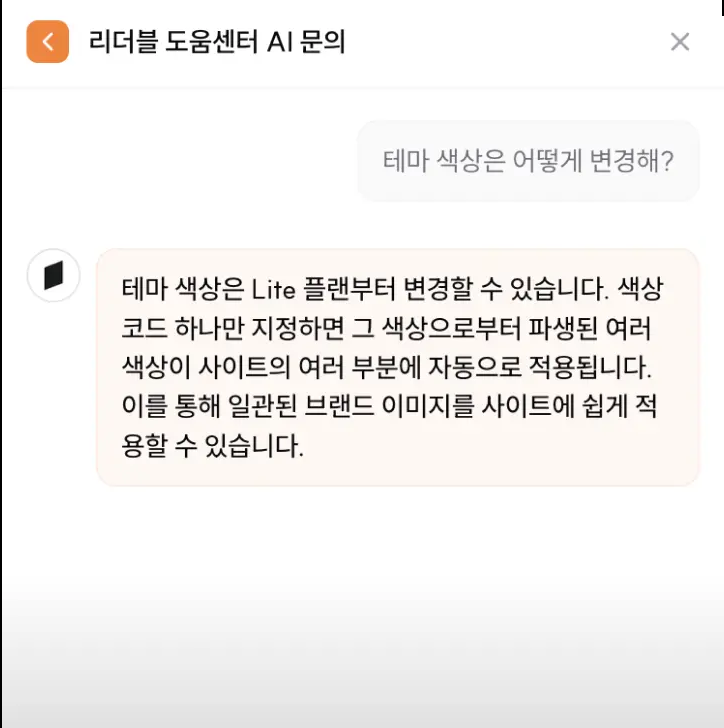 리더블 도움센터 AI 문의
테마 색상은 어떻게 변경해?
테마 색상은 Lite 플랜부터 변경할 수 있습니다. 색상
코드 하나만 지정하면 그 색상으로부터 파생된 여러
색상이 사이트의 여러 부분에 자동으로 적용됩니다.
이를 통해 일관된 브랜드 이미지를 사이트에 쉽게 적
용할 수 있습니다.